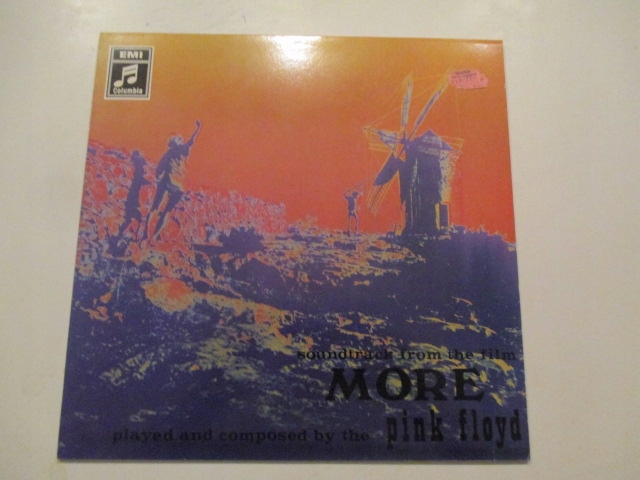 EMI
Columbia
soundtrack from the film
MORE
played and composed by the pink floyd